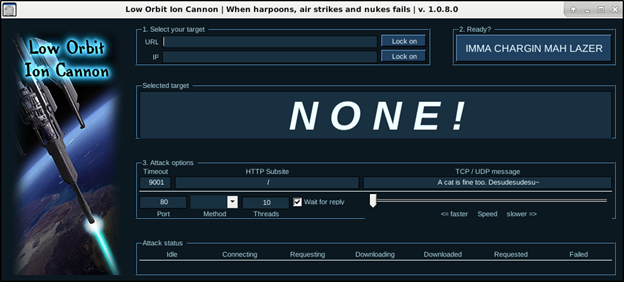 Low Orbit Ion Cannon | When harpoons, air strikes and nukes fails | v. 1.0.8.0
Low Orbit
Ion Cannon
1. Select your target
URL
Lock on
IP
Lock on
2. Ready?
IMMA CHARGIN MAH LAZER
Selected target
NONE!
3. Attack options
Timeout HTTP Subsite TCP / UDP message
9001 / A cat is fine too. Desudesudesu~
80 10 Wait for reply
Port Method Threads <= faster Speed slower =>
Attack status
Idle Connecting Requesting Downloading Downloaded Requested Failed